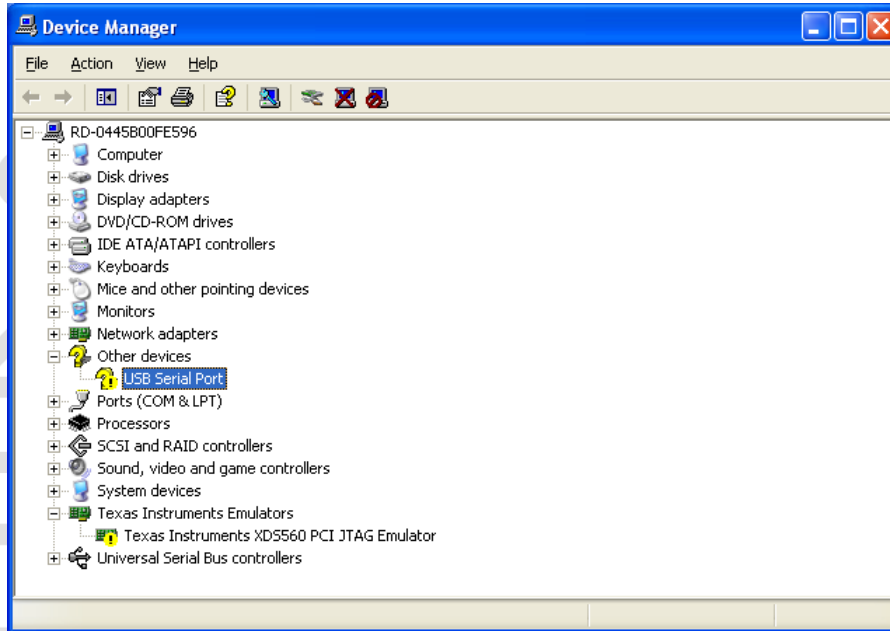 Device Manager
File Action View Help
RD-0445B00FE596
Computer
Disk drives
Display adapters
DVD/CD-ROM drives
IDE ATA/ATAPI controllers
Keyboards
Mice and other pointing devices
Monitors
Network adapters
Other devices
USB Serial Port
Ports (COM & LPT)
Processors
SCSI and RAID controllers
Sound, video and game controllers
System devices
Texas Instruments Emulators
Texas Instruments XDS560 PCI JTAG Emulator
Universal Serial Bus controllers